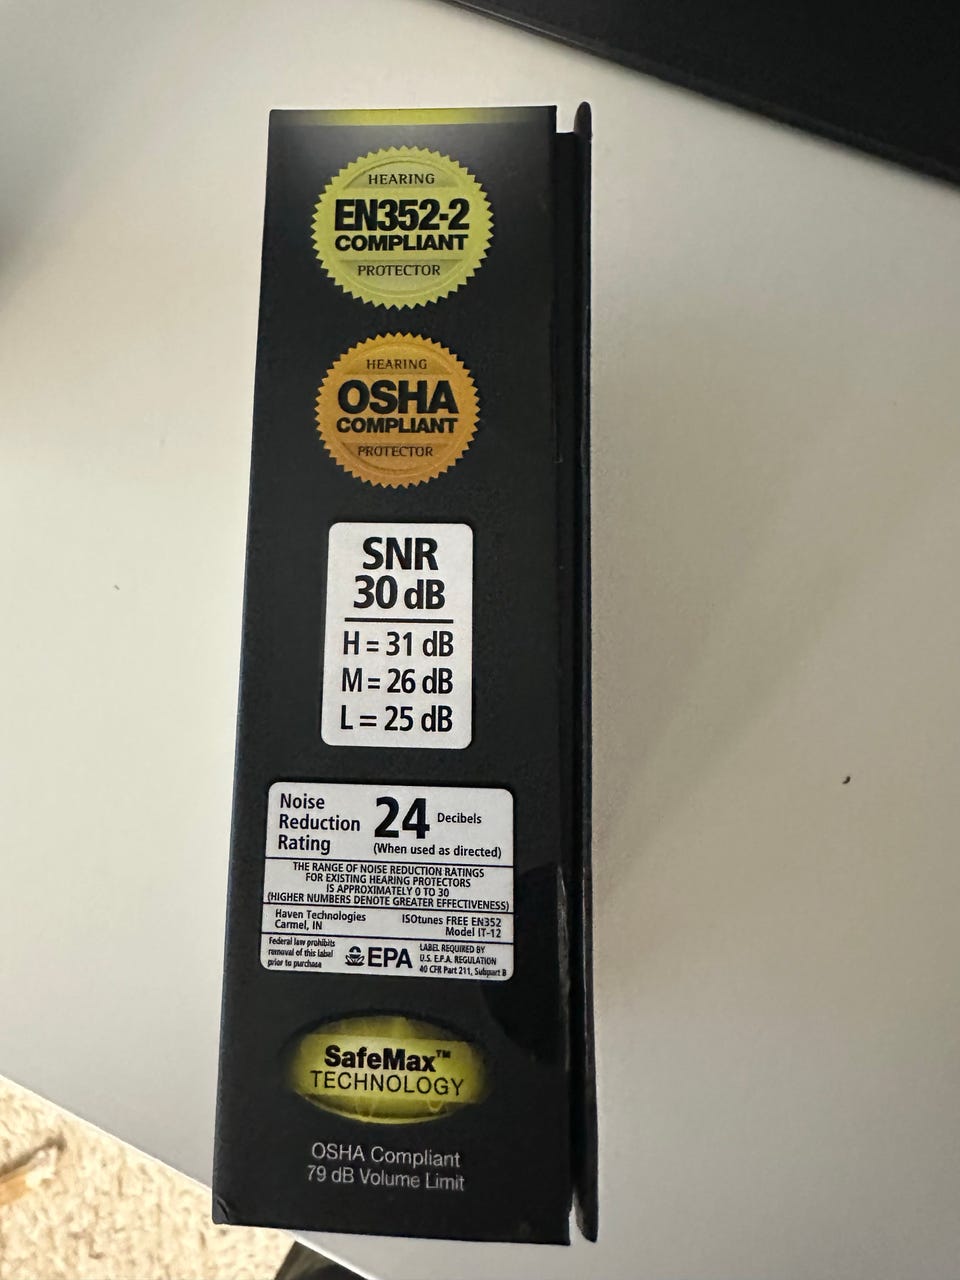 HEARING
EN352-2
COMPLIANT
PROTECTOR
HEARING
OSHA
COMPLIANT
PROTECTOR
SNR
30 dB
H = 31 dB
M = 26 dB
L = 25 dB
Noise
Reduction
Rating
24 Decibels
(When used as directed)
THE RANGE OF NOISE REDUCTION RATINGS
FOR EXISTING HEARING PROTECTORS
IS APPROXIMATELY 0 TO 30
(HIGHER NUMBERS DENOTE GREATER EFFECTIVENESS)
Haven Technologies
Carmel, IN
ISOtunes FREE EN352
Model IT-12
Federal law prohibits
removal of this label
prior to purchase
EPA
LABEL REQUIRED BY
U.S. E.P.A. REGULATION
40 CFR Part 211, Subpart B
SafeMax™
TECHNOLOGY
OSHA Compliant
79 dB Volume Limit